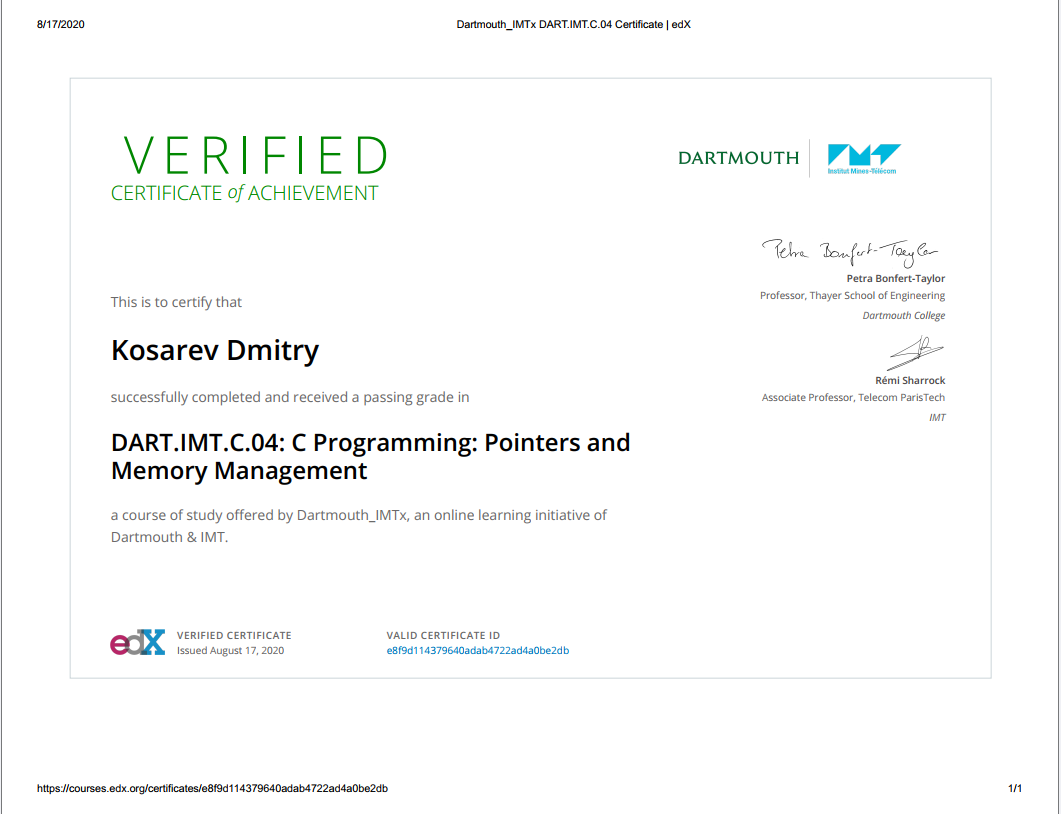 8/17/2020
Dartmouth_IMTx DART.IMT.C.04 Certificate | edX
VERIFIED
CERTIFICATE of ACHIEVEMENT
DARTMOUTH
IMT
Institut Mines-Télécom
Petra Bonfert-Taylor
Petra Bonfert-Taylor
Professor, Thayer School of Engineering
Dartmouth College
Rémi Sharrock
Associate Professor, Telecom ParisTech
IMT
This is to certify that
Kosarev Dmitry
successfully completed and received a passing grade in
DART.IMT.C.04: C Programming: Pointers and
Memory Management
a course of study offered by Dartmouth_IMTx, an online learning initiative of
Dartmouth & IMT.
edX
VERIFIED CERTIFICATE
Issued August 17, 2020
VALID CERTIFICATE ID
e8f9d114379640adab4722ad4a0be2db
https://courses.edx.org/certificates/e8f9d114379640adab4722ad4a0be2db
1/1